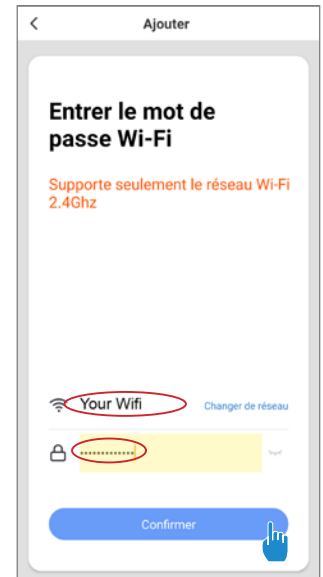 Ajouter
Entrer le mot de
passe Wi-Fi
Supporte seulement le réseau Wi-Fi
2.4Ghz
Your Wifi
Changer de réseau
.............
Confirmer